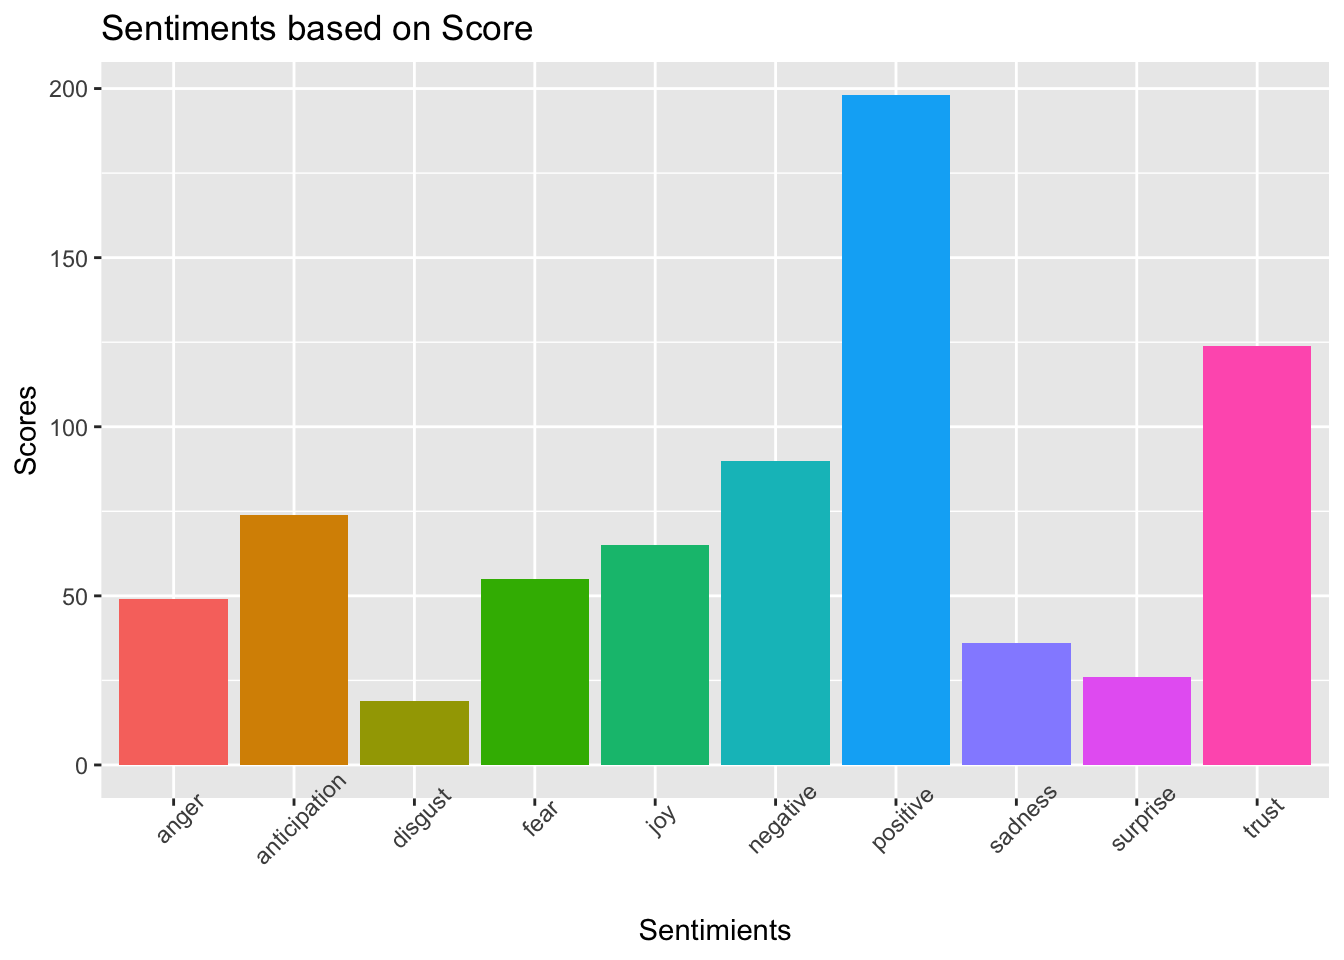 Sentiments based on Score
200
150
100
50
0
Scores
anger
anticipation
disgust
fear
joy
negative
positive
sadness
surprise
trust
Sentimients